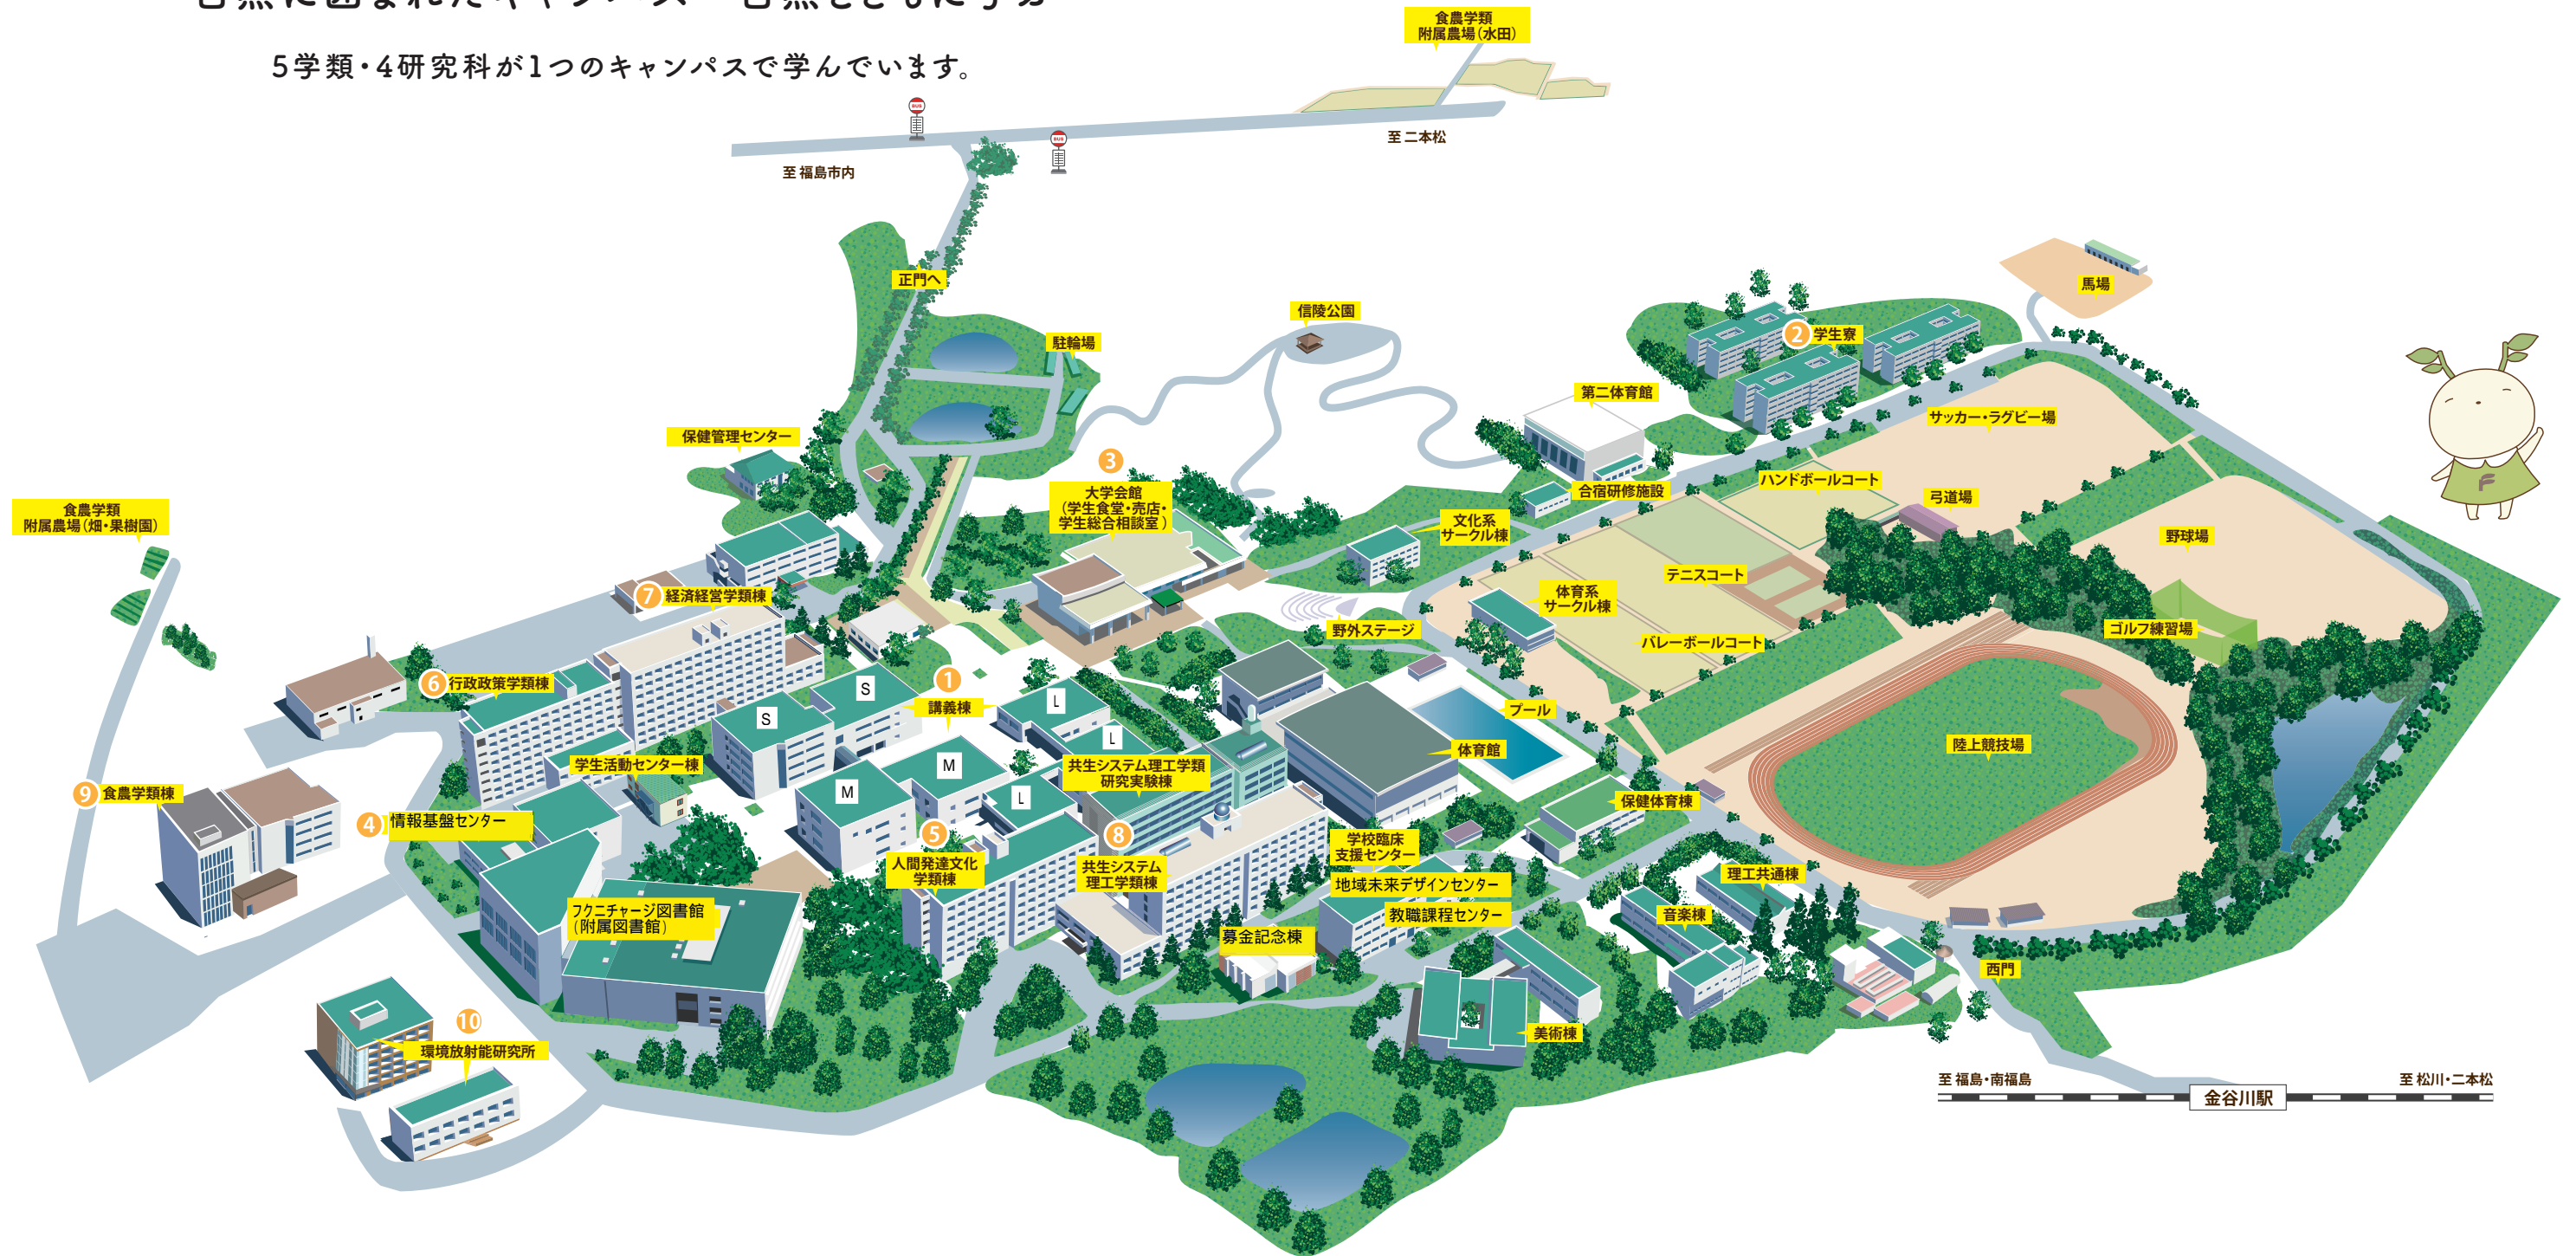 5学類・4研究科が1つのキャンパスで学んでいます。
食農学類
附属農場(水田)
BUS
BUS
至 二本松
至 福島市内
正門へ
馬場
信陵公園
駐輪場
2 学生寮
第二体育館
サッカー・ラグビー場
保健管理センター
3
大学会館
(学生食堂・売店・
学生総合相談室)
ハンドボールコート
合宿研修施設
弓道場
F
食農学類
附属農場(畑・果樹園)
文化系
サークル棟
野球場
テニスコート
7 経済経営学類棟
体育系
サークル棟
野外ステージ
ゴルフ練習場
バレーボールコート
6 行政政策学類棟
1
講義棟
S
S
L
L
プール
体育館
陸上競技場
学生活動センター棟
M
M
L
共生システム理工学類
研究実験棟
9 食農学類棟
保健体育棟
4 情報基盤センター
5
人間発達文化
学類棟
8
共生システム
理工学類棟
学校臨床
支援センター
地域未来デザインセンター
教職課程センター
理工共通棟
音楽棟
フクニチャージ図書館
(附属図書館)
募金記念棟
西門
美術棟
10
環境放射能研究所
至 福島・南福島
至 松川・二本松
金谷川駅